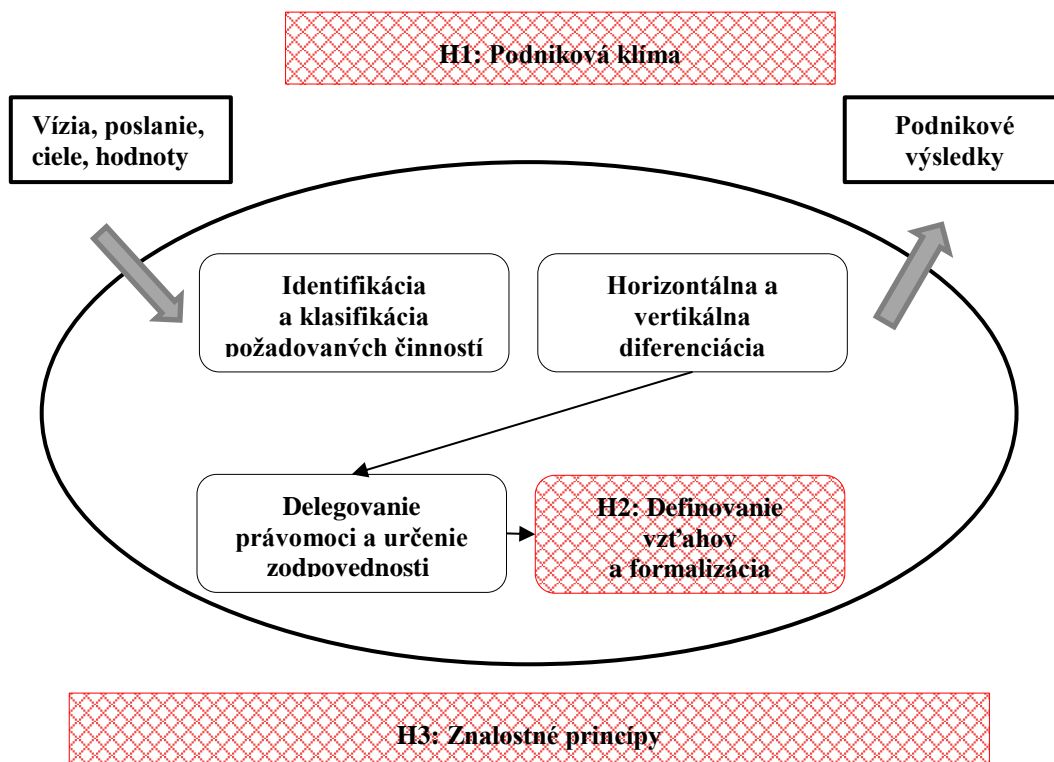 H1: Podniková klíma
Vízia, poslanie,
ciele, hodnoty
Podnikové
výsledky
Identifikácia
a klasifikácia
požadovaných činností
Horizontálna a
vertikálna
diferenciácia
Delegovanie
právomoci a určenie
zodpovednosti
H2: Definovanie
vzťahov
a formalizácia
H3: Znalostné princípy